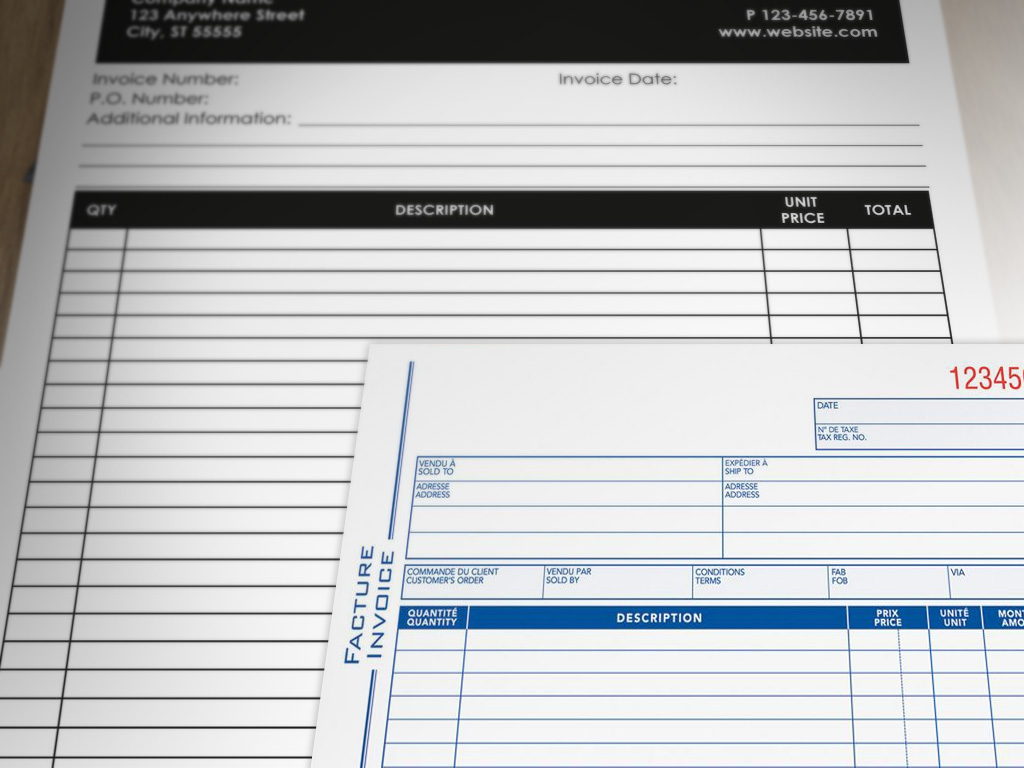 Company Name
123 Anywhere Street
City, ST 55555
P 123-456-7891
www.website.com
Invoice Number:
Invoice Date:
P.O. Number:
Additional Information:
QTY
DESCRIPTION
UNIT
PRICE
TOTAL
12345
DATE
N° DE TAXE
TAX REG. NO.
VENDU À
SOLD TO
EXPÉDIER À
SHIP TO
ADRESSE
ADDRESS
ADRESSE
ADDRESS
FACTURE
INVOICE
COMMANDE DU CLIENT
CUSTOMER'S ORDER
VENDU PAR
SOLD BY
CONDITIONS
TERMS
FAB
FOB
VIA
QUANTITÉ
QUANTITY
DESCRIPTION
PRIX
PRICE
UNITÉ
UNIT
MONT
AMO